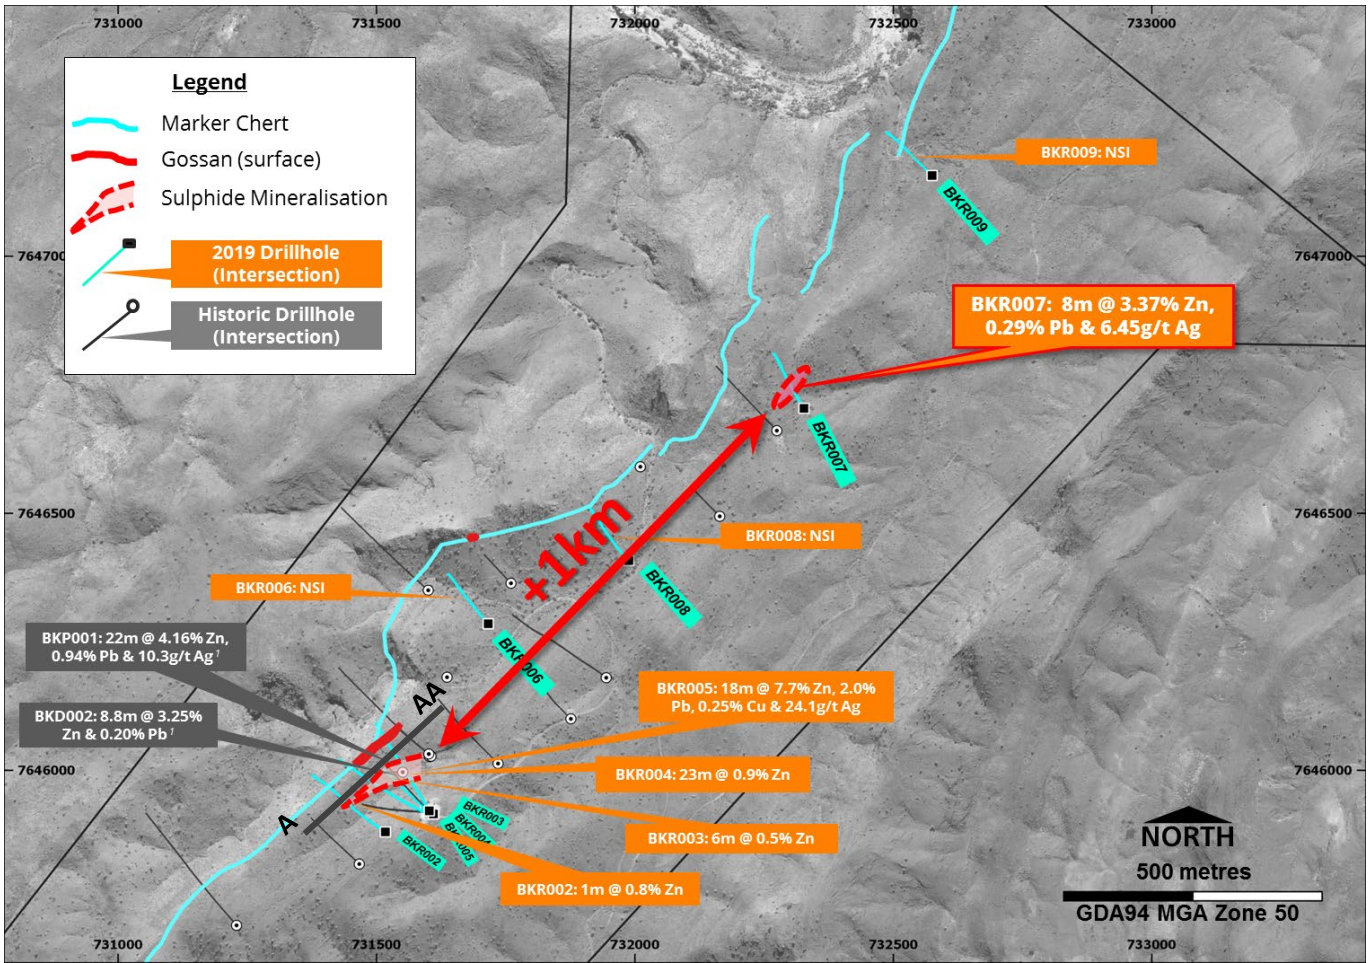 731000
731500
732000
732500
733000
Legend
Marker Chert
Gossan (surface)
Sulphide Mineralisation
2019 Drillhole
(Intersection)
Historic Drillhole
(Intersection)
BKR009: NSI
BKR009
7647000
7647000
BKR007: 8m @ 3.37% Zn,
0.29% Pb & 6.45g/t Ag
BKR007
7646500
7646500
+1km
BKR008: NSI
BKR008
BKR006: NSI
BKR006
BKP001: 22m @ 4.16% Zn,
0.94% Pb & 10.3g/t Ag 1
BKD002: 8.8m @ 3.25%
Zn & 0.20% Pb 1
AA
A
BKR005: 18m @ 7.7% Zn, 2.0%
Pb, 0.25% Cu & 24.1g/t Ag
7646000
7646000
BKR004: 23m @ 0.9% Zn
BKR003
BKR004
BKR002
BKR003: 6m @ 0.5% Zn
BKR002: 1m @ 0.8% Zn
NORTH
500 metres
GDA94 MGA Zone 50
731000
731500
732000
732500
733000